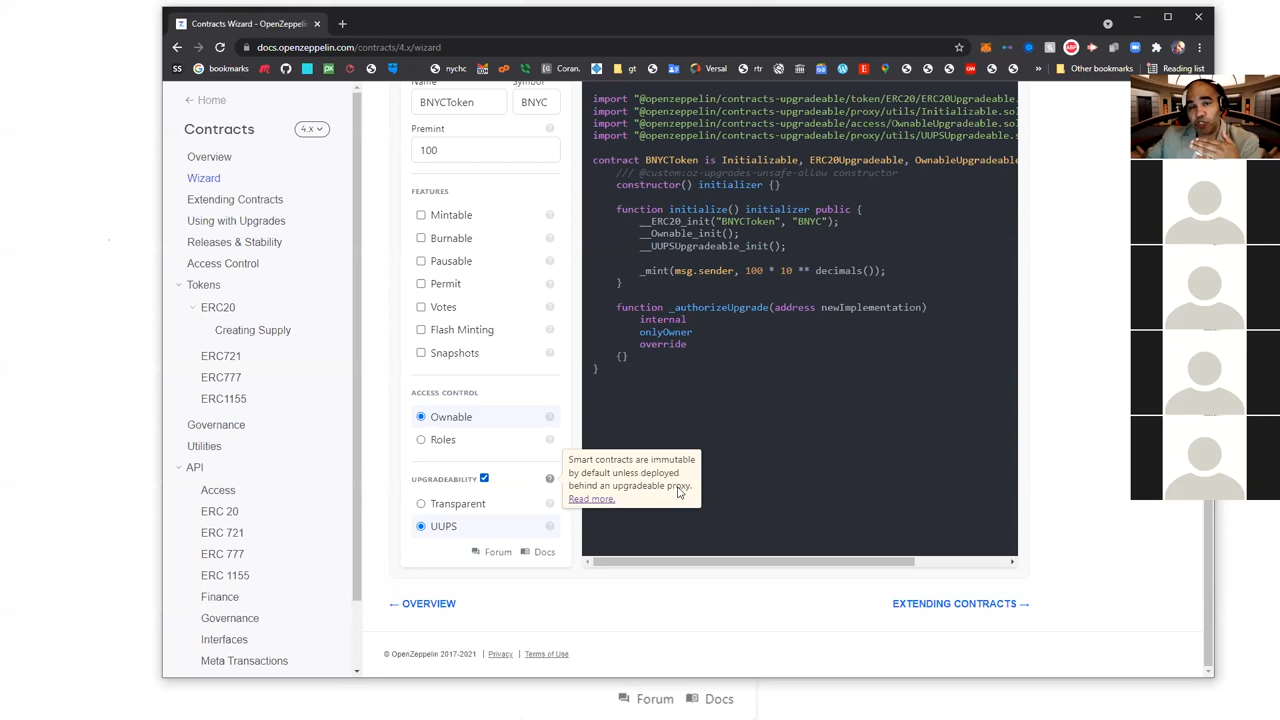 Contracts Wizard - OpenZeppeli
docs.openzeppelin.com/contracts/4.x/wizard
SS
bookmarks
pk
nychc
Coran.
gt
Versal
rtr
Other bookmarks
Reading list
← Home
Contracts
4.x
Overview
Wizard
Extending Contracts
Using with Upgrades
Releases & Stability
Access Control
Tokens
ERC20
Creating Supply
ERC721
ERC777
ERC1155
Governance
Utilities
API
Access
ERC 20
ERC 721
ERC 777
ERC 1155
Finance
Governance
Interfaces
Meta Transactions
Name
Symbol
BNYCToken
BNYC
Premint
100
FEATURES
Mintable
Burnable
Pausable
Permit
Votes
Flash Minting
Snapshots
ACCESS CONTROL
Ownable
Roles
UPGRADEABILITY
Transparent
UUPS
Forum
Docs
import "@openzeppelin/contracts-upgradeable/token/ERC20/ERC20Upgradeable.
import "@openzeppelin/contracts-upgradeable/proxy/utils/Initializable.sol
import "@openzeppelin/contracts-upgradeable/access/OwnableUpgradeable.sol
import "@openzeppelin/contracts-upgradeable/proxy/utils/UUPSUpgradeable.s
contract BNYCToken is Initializable, ERC20Upgradeable, OwnableUpgradeable
/// @custom:oz-upgrades-unsafe-allow constructor
constructor() initializer {}
function initialize() initializer public {
__ERC20_init("BNYCToken", "BNYC");
__Ownable_init();
__UUPSUpgradeable_init();
_mint(msg.sender, 100 * 10 ** decimals());
}
function _authorizeUpgrade(address newImplementation)
internal
onlyOwner
override
{}
}
Smart contracts are immutable
by default unless deployed
behind an upgradeable proxy.
Read more.
← OVERVIEW
EXTENDING CONTRACTS →
© OpenZeppelin 2017-2021 | Privacy | Terms of Use
Forum
Docs